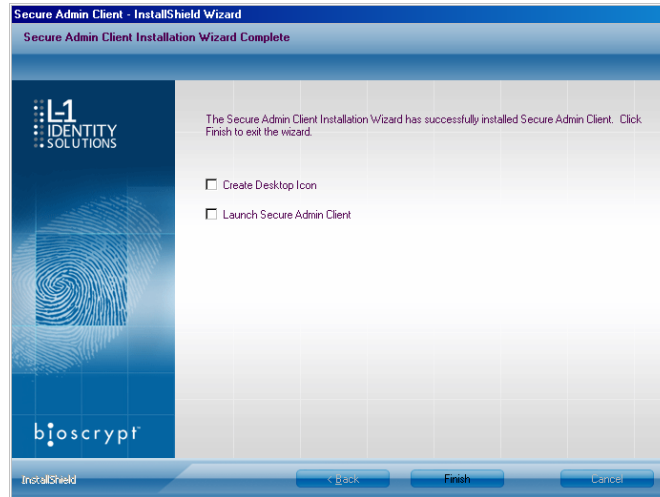 Secure Admin Client - InstallShield Wizard
Secure Admin Client Installation Wizard Complete
L-1
IDENTITY
SOLUTIONS
The Secure Admin Client Installation Wizard has successfully installed Secure Admin Client. Click
Finish to exit the wizard.
Create Desktop Icon
Launch Secure Admin Client
bioscrypt
InstallShield
< Back
Finish
Cancel